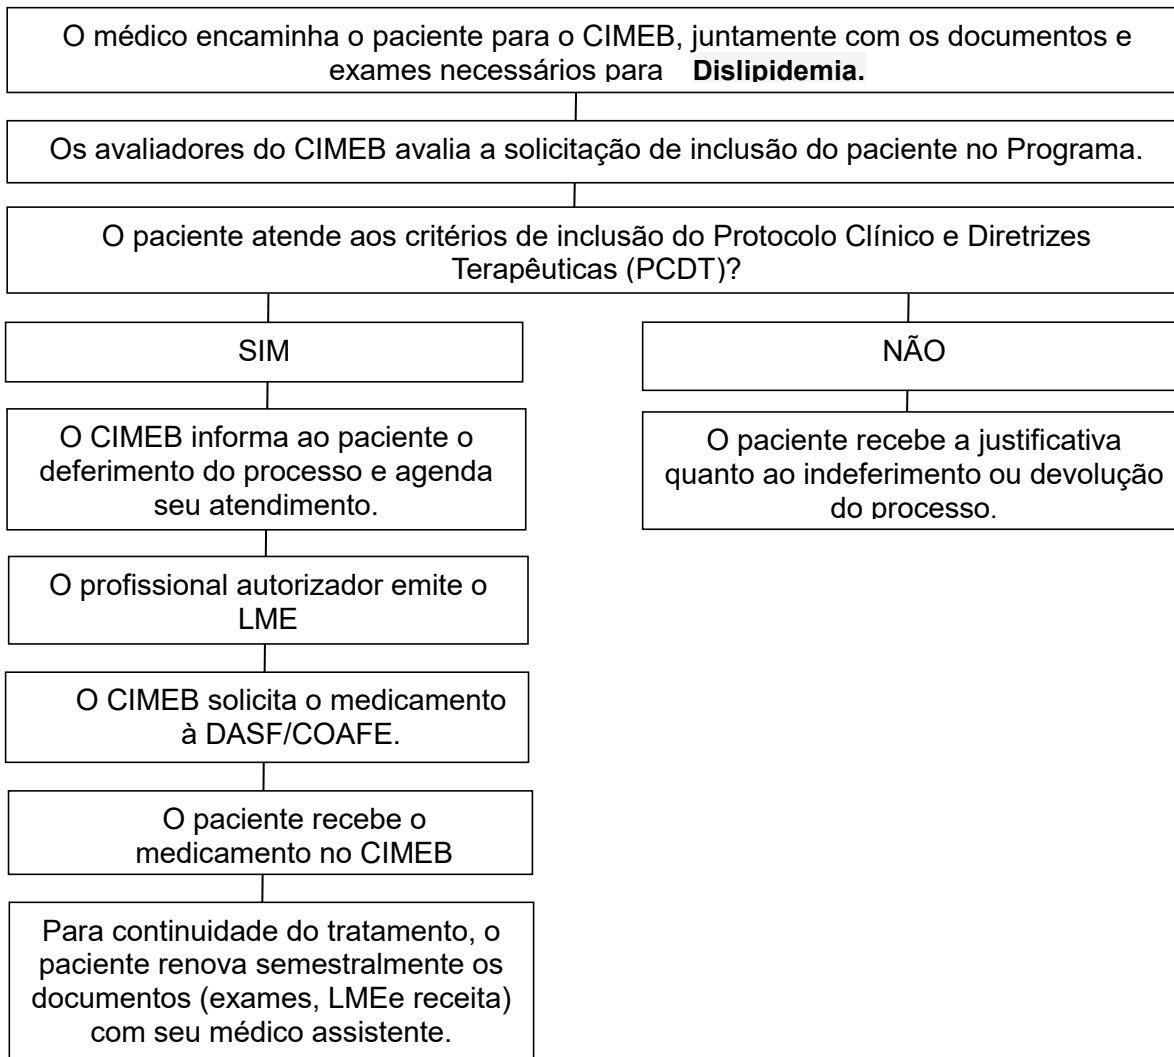 O médico encaminha o paciente para o CIMEB, juntamente com os documentos e
exames necessários para Dislipidemia.
Os avaliadores do CIMEB avalia a solicitação de inclusão do paciente no Programa.
O paciente atende aos critérios de inclusão do Protocolo Clínico e Diretrizes
Terapêuticas (PCDT)?
SIM
NÃO
O CIMEB informa ao paciente o
deferimento do processo e agenda
seu atendimento.
O paciente recebe a justificativa
quanto ao indeferimento ou devolução
do processo.
O profissional autorizador emite o
LME
O CIMEB solicita o medicamento
à DASF/COAFE.
O paciente recebe o
medicamento no CIMEB
Para continuidade do tratamento, o
paciente renova semestralmente os
documentos (exames, LMEe receita)
com seu médico assistente.